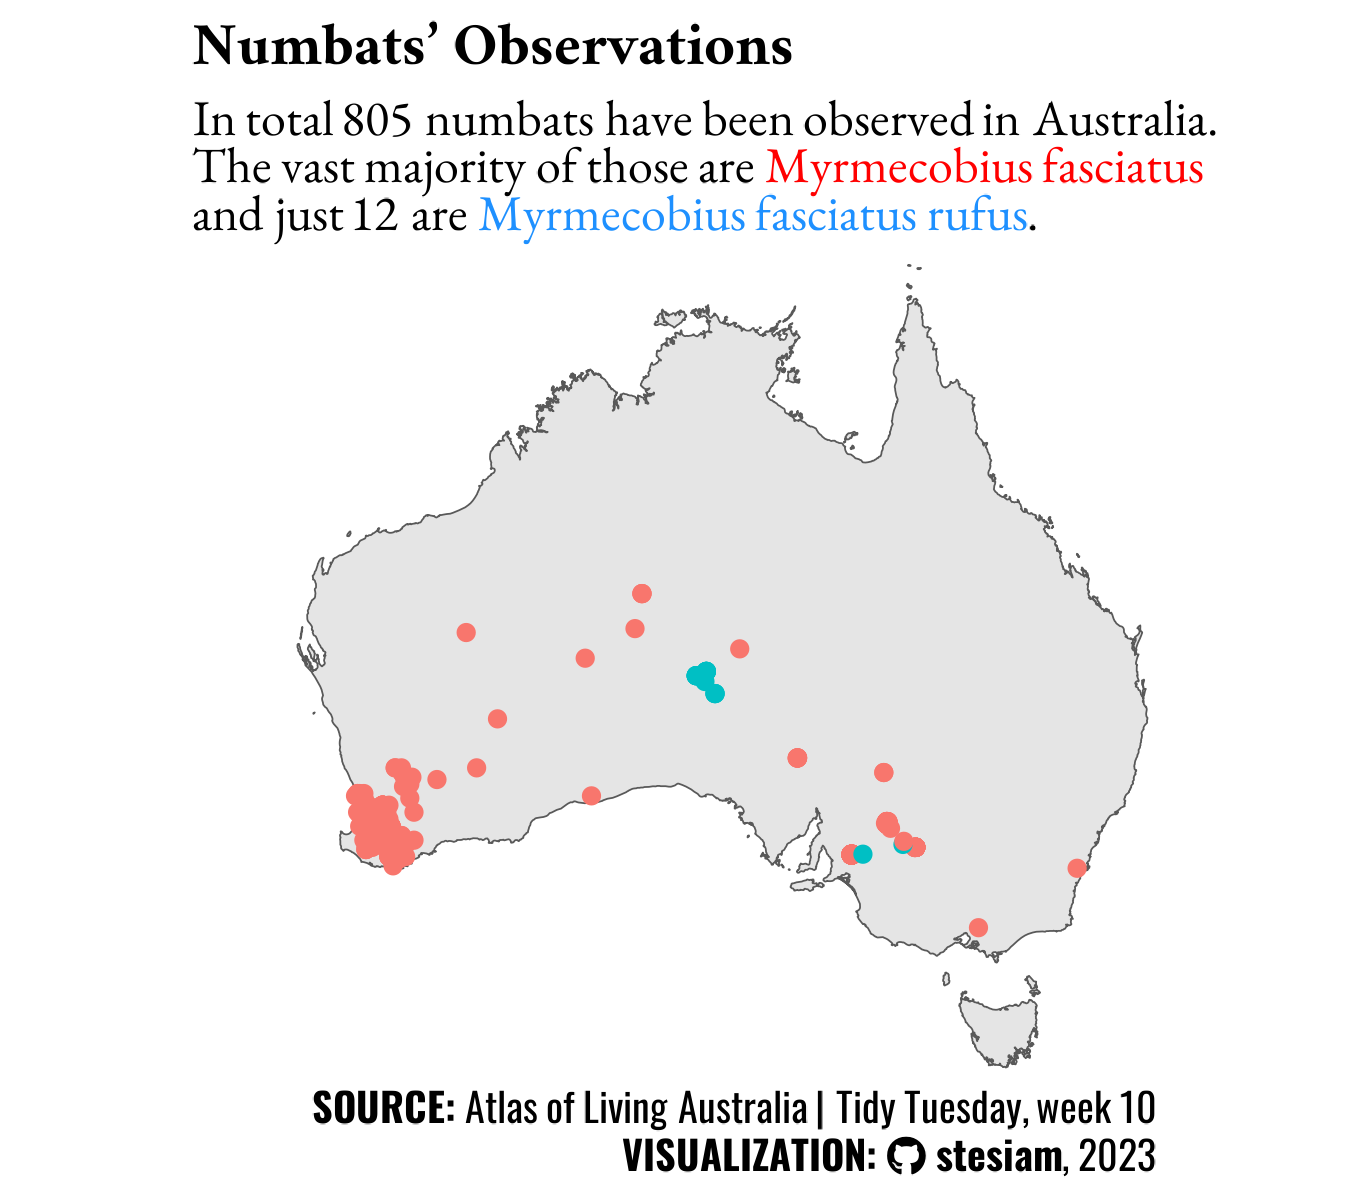 Numbats’ Observations
In total 805 numbats have been observed in Australia.
The vast majority of those are Myrmecobius fasciatus
and just 12 are Myrmecobius fasciatus rufus.
SOURCE: Atlas of Living Australia | Tidy Tuesday, week 10
VISUALIZATION: stesiam, 2023